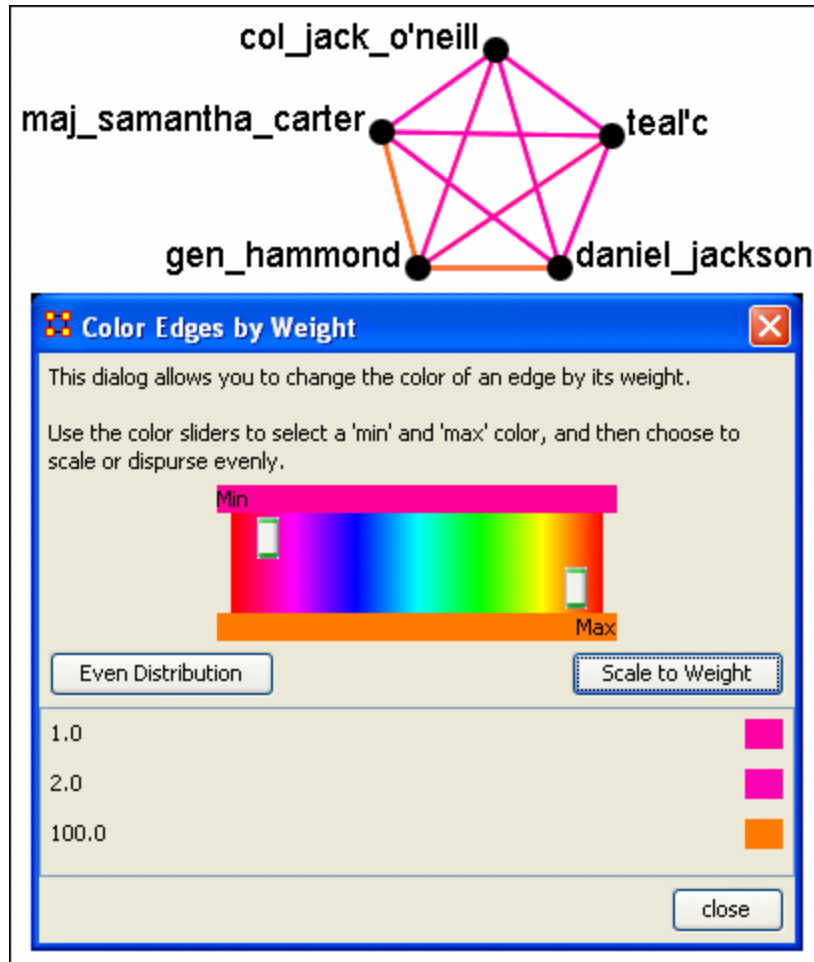 col_jack_o'neill
maj_samantha_carter
teal'c
gen_hammond
daniel_jackson
Color Edges by Weight
This dialog allows you to change the color of an edge by its weight.
Use the color sliders to select a 'min' and 'max' color, and then choose to
scale or dispurse evenly.
Min
Max
Even Distribution
Scale to Weight
1.0
2.0
100.0
close